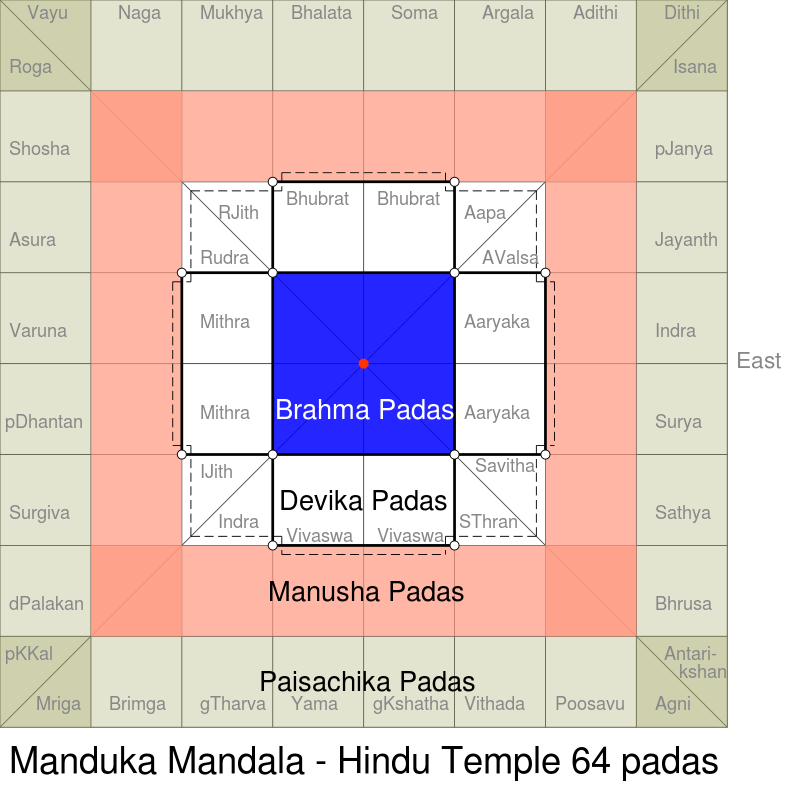 Vayu Naga Mukhya Bhalata Soma Argala Adithi Dithi
Roga Isana
Shosha pJanya
Bhubrat Bhubrat
RJith Aapa
Asura Jayanth
Rudra AValsa
Mithra Aaryaka
Varuna Indra
East
Mithra Brahma Padas Aaryaka
pDhantan Surya
IJith Savitha
Devika Padas
Surgiva Sathya
Indra Vivaswa Vivaswa SThran
Manusha Padas
dPalakan Bhrusa
pKKal Antari-
kshan
Paisachika Padas
Mriga Brimga gTharva Yama gKshatha Vithada Poosavu Agni
Manduka Mandala - Hindu Temple 64 padas